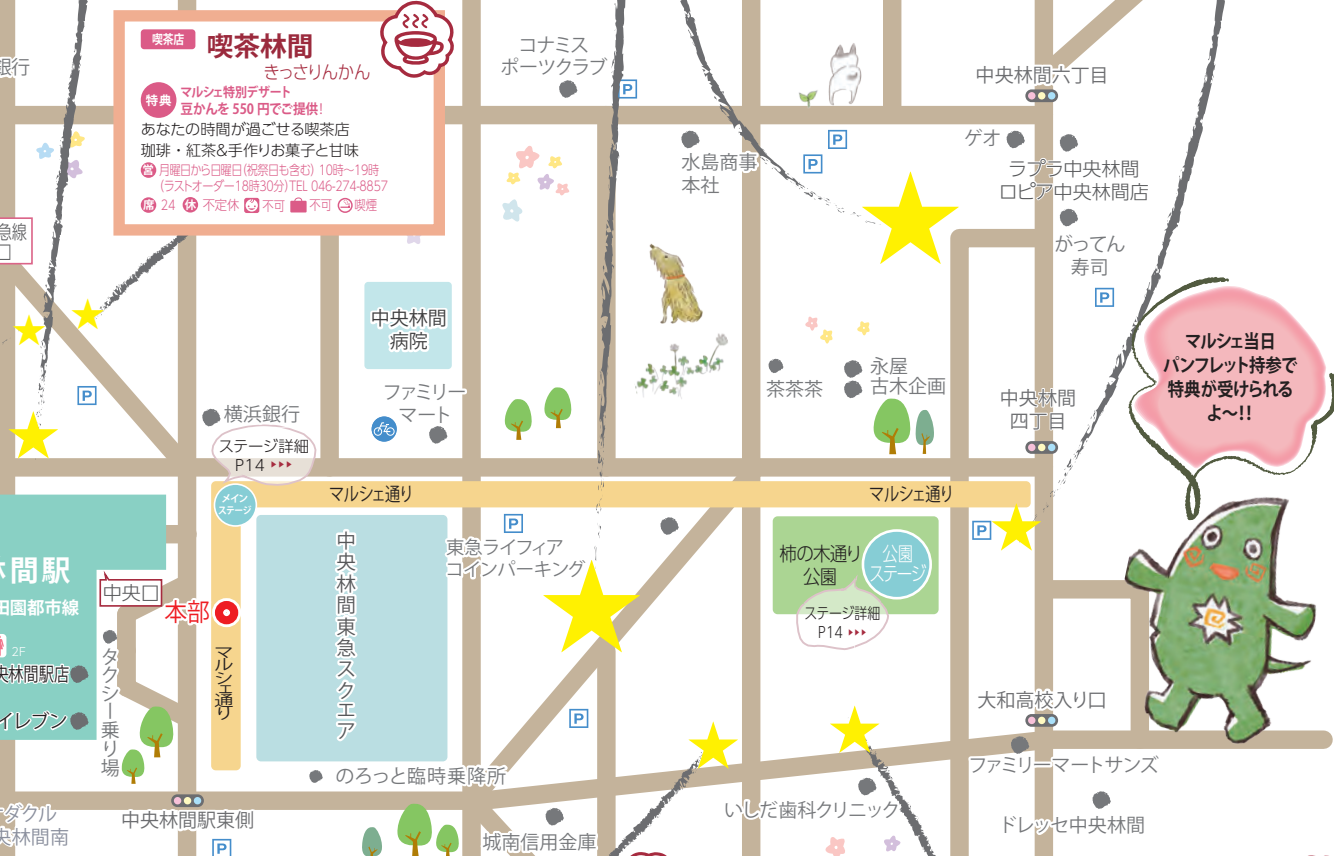 銀行
喫茶店
喫茶林間
きっさりんかん
特典
マルシェ特別デザート
豆かんを550円でご提供!
あなたの時間が過ごせる喫茶店
珈琲・紅茶&手作りお菓子と甘味
営 月曜日から日曜日(祝祭日も含む) 10時〜19時
(ラストオーダー18時30分)TEL 046-274-8857
席 24 休 不定休 不可 不可 喫煙
コナミス
ポーツクラブ
P
中央林間六丁目
P
P
ゲオ
水島商事
本社
ラプラ中央林間
ロピア中央林間店
がってん
寿司
P
急線
口
中央林間
病院
P
マルシェ当日
パンフレット持参で
特典が受けられる
よ〜!!
茶茶茶
永屋
古木企画
ファミリー
マート
横浜銀行
中央林間
四丁目
ステージ詳細
P14
マルシェ通り
マルシェ通り
メイン
ステージ
P
P
東急ライフィア
コインパーキング
中央林間東急スクエア
柿の木通り
公園
公園
ステージ
ステージ詳細
P14
林間駅
田園都市線
中央口
本部
2F
央林間駅店
イレブン
タクシー乗り場
マルシェ通り
P
大和高校入り口
ファミリーマートサンズ
のろっと臨時乗降所
いしだ歯科クリニック
ダクル
央林間南
中央林間駅東側
P
城南信用金庫
ドレッセ中央林間